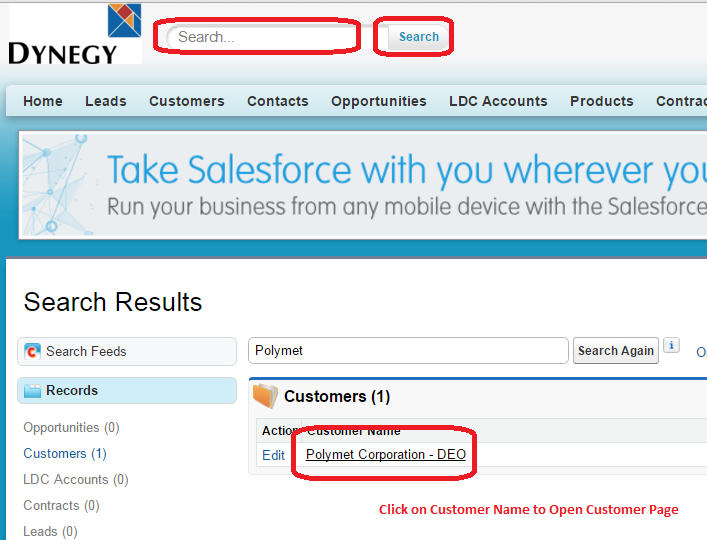 DYNEGY
Search... Search
Home Leads Customers Contacts Opportunities LDC Accounts Products Contrac
Take Salesforce with you wherever you
Run your business from any mobile device with the Salesforce
Search Results
Search Feeds
Polymet Search Again i O
Records
Customers (1)
Opportunities (0)
Action Customer Name
Customers (1)
Edit Polymet Corporation - DEO
LDC Accounts (0)
Contracts (0)
Click on Customer Name to Open Customer Page
Leads (0)